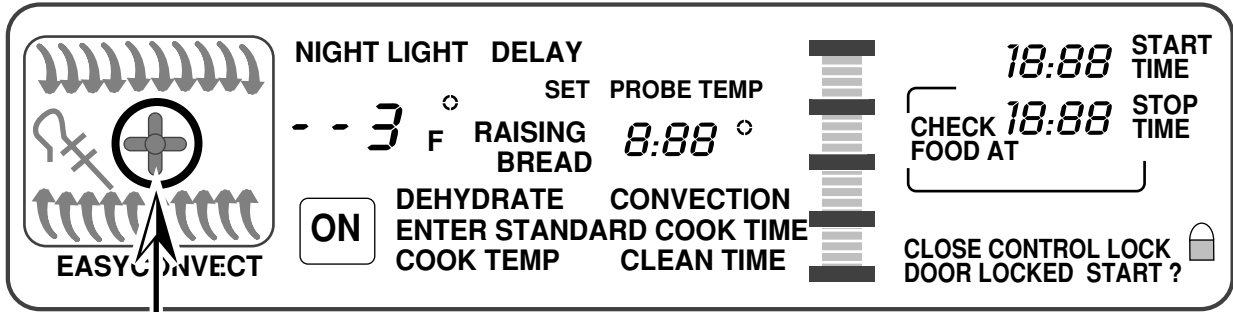 NIGHT LIGHT DELAY
SET PROBE TEMP
--3°F RAISING BREAD 8:88°
DEHYDRATE CONVECTION
ON ENTER STANDARD COOK TIME
COOK TEMP CLEAN TIME
EASYCONVECT
18:88 START TIME
CHECK FOOD AT 18:88 STOP TIME
CLOSE CONTROL LOCK
DOOR LOCKED START ?